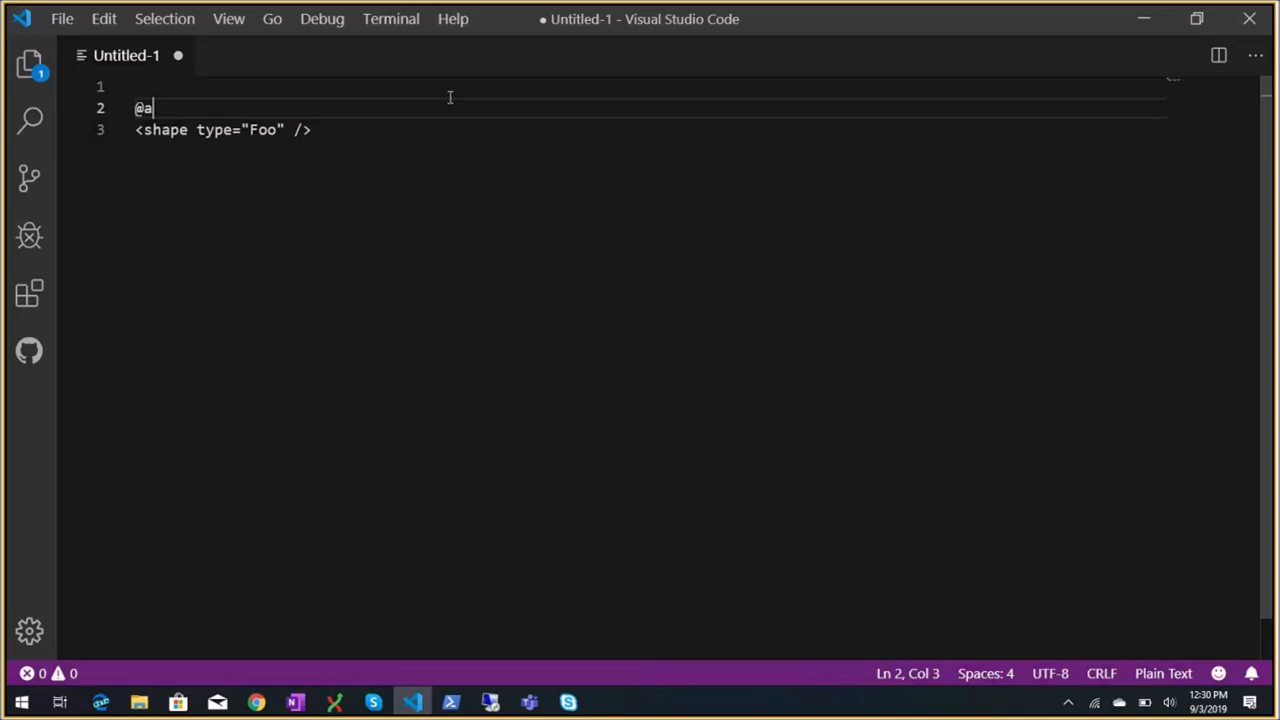 File Edit Selection View Go Debug Terminal Help ● Untitled-1 - Visual Studio Code
Untitled-1
1
1
2 @a
3 <shape type="Foo" />
0 0 Ln 2, Col 3 Spaces: 4 UTF-8 CRLF Plain Text
12:30 PM
9/3/2019